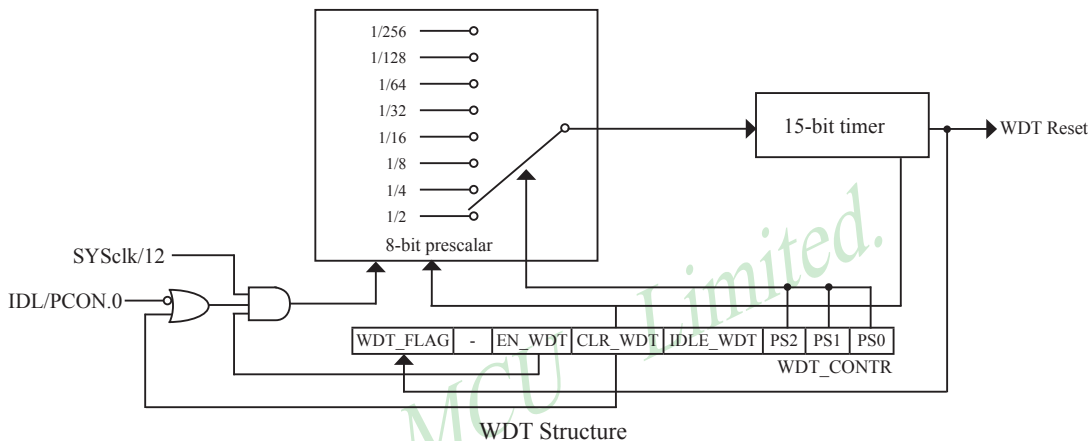 1/256
1/128
1/64
1/32
1/16
1/8
1/4
1/2
8-bit prescalar
15-bit timer
WDT Reset
SYSclk/12
IDL/PCON.0
WDT_FLAG - EN_WDT CLR_WDT IDLE_WDT PS2 PS1 PS0
WDT_CONTR
MCU Limited.
WDT Structure